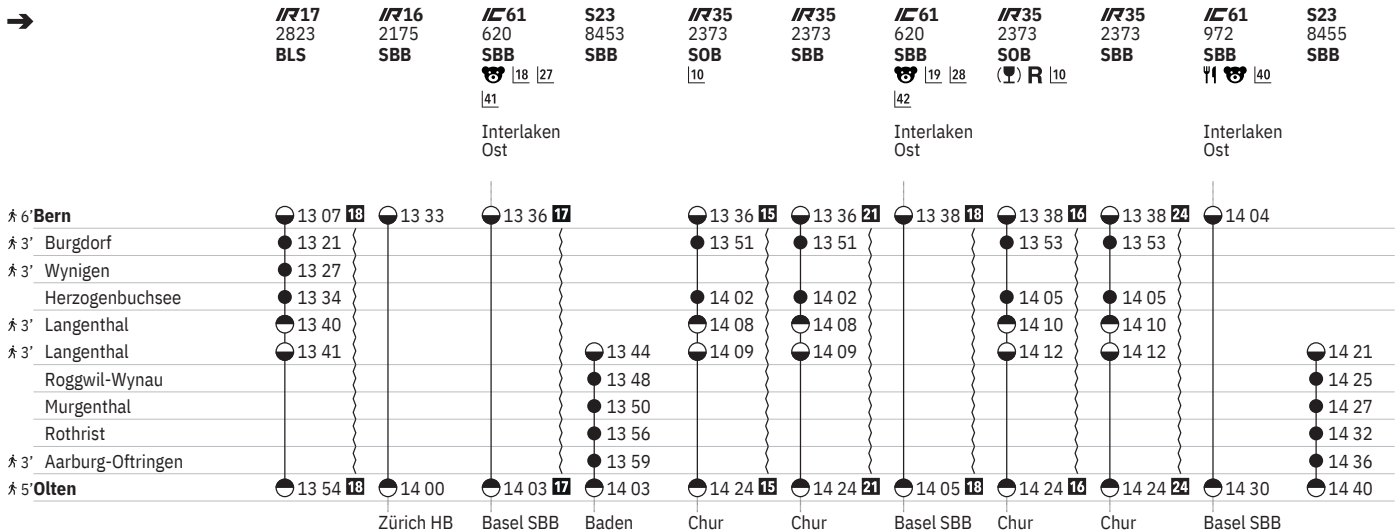 IR17 IR16 IC61 S23 IR35 IR35 IC61 IR35 IR35 IC61 S23
2823 2175 620 8453 2373 2373 620 2373 2373 972 8455
BLS SBB SBB SBB SOB SBB SBB SOB SBB SBB SBB
18 27 10 19 28 R 10 40
41 42
Interlaken Interlaken Interlaken
Ost Ost Ost
6' Bern 13 07 18 13 33 13 36 17 13 36 15 13 36 21 13 38 18 13 38 16 13 38 24 14 04
3' Burgdorf 13 21 13 51 13 51 13 53 13 53
3' Wynigen 13 27
Herzogenbuchsee 13 34 14 02 14 02 14 05 14 05
3' Langenthal 13 40 14 08 14 08 14 10 14 10
3' Langenthal 13 41 13 44 14 09 14 09 14 12 14 12 14 21
Roggwil-Wynau 13 48 14 25
Murgenthal 13 50 14 27
Rothrist 13 56 14 32
3' Aarburg-Oftringen 13 59 14 36
5' Olten 13 54 18 14 00 14 03 17 14 03 14 24 15 14 24 21 14 05 18 14 24 16 14 24 24 14 30 14 40
Zürich HB Basel SBB Baden Chur Chur Basel SBB Chur Chur Basel SBB